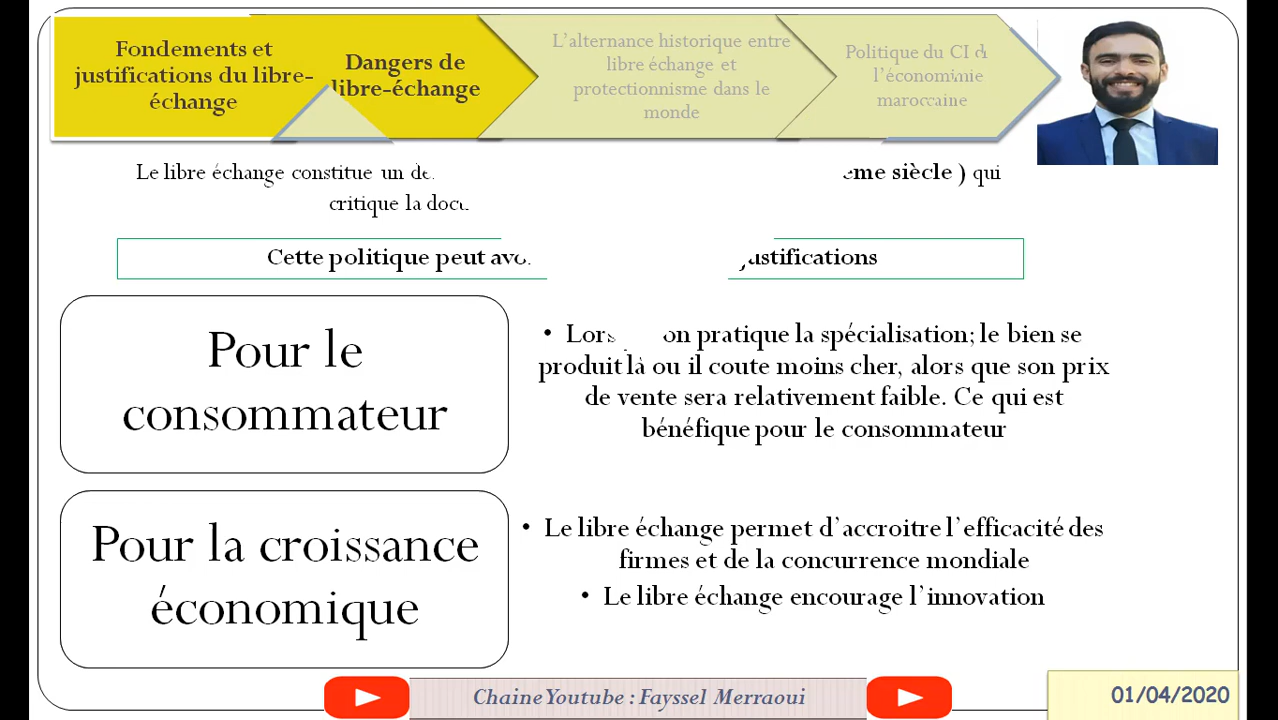 Fondements et
justifications du libre-
échange
Dangers de
libre-échange
L'alternance historique entre
libre échange et
protectionnisme dans le
monde
Politique du CI d
l'économie
marocaine
Le libre échange constitue un de
eme siècle ) qui
critique la doc
Cette politique peut avo
justifications
Pour le
consommateur
• Lors on pratique la spécialisation; le bien se
produit là ou il coute moins cher, alors que son prix
de vente sera relativement faible. Ce qui est
bénéfique pour le consommateur
Pour la croissance
économique
• Le libre échange permet d'accroitre l'efficacité des
firmes et de la concurrence mondiale
• Le libre échange encourage l'innovation
Chaine Youtube : Fayssel Merraoui
01/04/2020